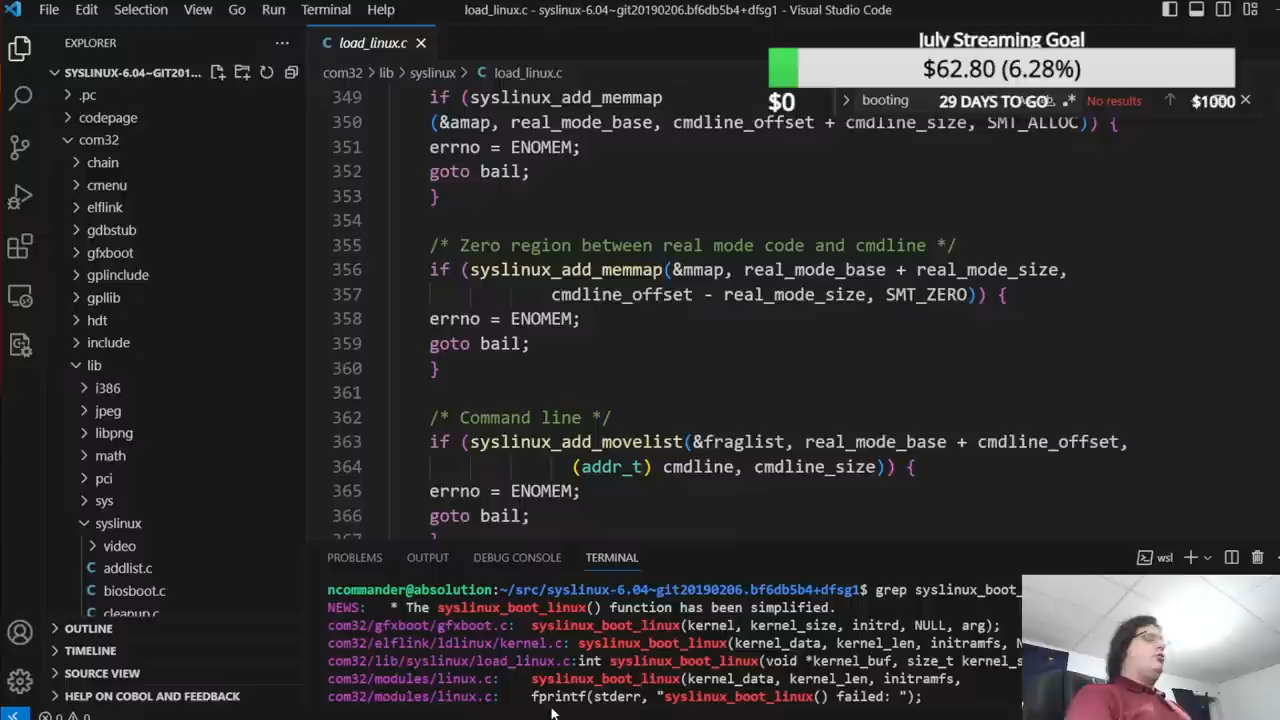 File Edit Selection View Go Run Terminal Help load_linux.c - syslinux-6.04~git20190206.bf6db5b4+dfsg1 - Visual Studio Code
July Streaming Goal
$62.80 (6.28%)
$0 29 DAYS TO GO $1000
booting No results
EXPLORER
SYSLINUX-6.04~GIT201...
.pc
codepage
com32
chain
cmenu
elflink
gdbstub
gfxboot
gplinclude
gpllib
hdt
include
lib
i386
jpeg
libpng
math
pci
sys
syslinux
video
addlist.c
biosboot.c
cleanup.c
OUTLINE
TIMELINE
SOURCE VIEW
HELP ON COBOL AND FEEDBACK
load_linux.c
com32 > lib > syslinux > load_linux.c
349 if (syslinux_add_memmap
350 (&amap, real_mode_base, cmdline_offset + cmdline_size, SMT_ALLOC)) {
351 errno = ENOMEM;
352 goto bail;
353 }
354
355 /* Zero region between real mode code and cmdline */
356 if (syslinux_add_memmap(&mmap, real_mode_base + real_mode_size,
357 cmdline_offset - real_mode_size, SMT_ZERO)) {
358 errno = ENOMEM;
359 goto bail;
360 }
361
362 /* Command line */
363 if (syslinux_add_movelist(&fraglist, real_mode_base + cmdline_offset,
364 (addr_t) cmdline, cmdline_size)) {
365 errno = ENOMEM;
366 goto bail;
367 }
PROBLEMS OUTPUT DEBUG CONSOLE TERMINAL wsl
ncommander@absolution:~/src/syslinux-6.04~git20190206.bf6db5b4+dfsg1$ grep syslinux_boot_
NEWS: * The syslinux_boot_linux() function has been simplified.
com32/gfxboot/gfxboot.c: syslinux_boot_linux(kernel, kernel_size, initrd, NULL, arg);
com32/elflink/ldlinux/kernel.c: syslinux_boot_linux(kernel_data, kernel_len, initramfs, N
com32/lib/syslinux/load_linux.c:int syslinux_boot_linux(void *kernel_buf, size_t kernel_s
com32/modules/linux.c: syslinux_boot_linux(kernel_data, kernel_len, initramfs,
com32/modules/linux.c: fprintf(stderr, "syslinux_boot_linux() failed: ");
0 0